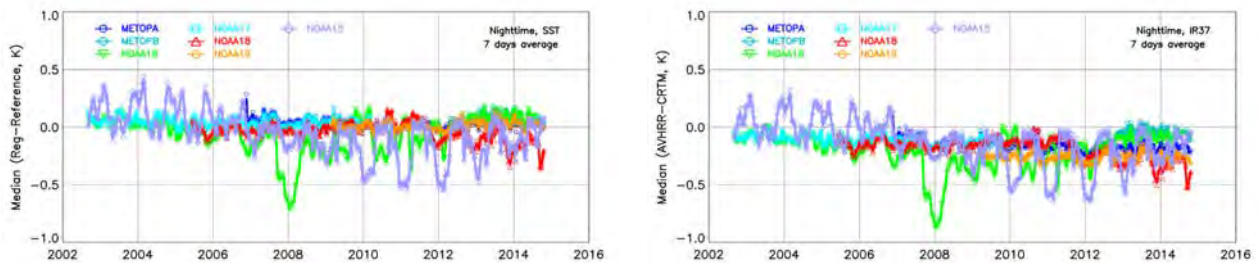 Median (Reg-Reference, K)
1.0
0.5
0.0
-0.5
-1.0
METOPA
METOPB
NOAA16
NOAA17
NOAA18
NOAA19
NOAA15
Nighttime, SST
7 days average
2002 2004 2006 2008 2010 2012 2014 2016
Median (AVHRR-CRTM, K)
1.0
0.5
0.0
-0.5
-1.0
METOPA
METOPB
NOAA16
NOAA17
NOAA18
NOAA19
NOAA15
Nighttime, IR37
7 days average
2002 2004 2006 2008 2010 2012 2014 2016